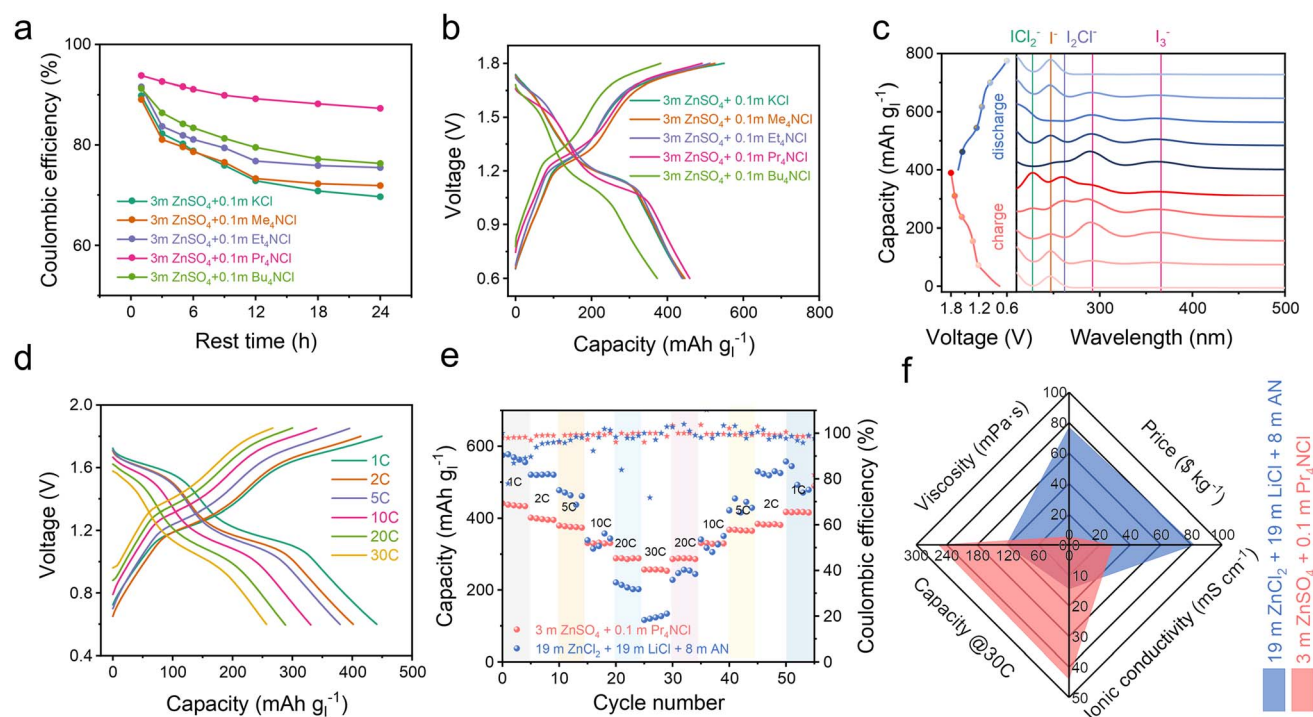 a
Coulombic efficiency (%)
100
80
60
3m ZnSO₄+0.1m KCl
3m ZnSO₄+0.1m Me₄NCl
3m ZnSO₄+0.1m Et₄NCl
3m ZnSO₄+0.1m Pr₄NCl
3m ZnSO₄+0.1m Bu₄NCl
0 4 8 12 16 20 24
Rest time (h)
b
Voltage (V)
1.8
1.5
1.2
0.9
0.6
3m ZnSO₄+ 0.1m KCl
3m ZnSO₄+ 0.1m Me₄NCl
3m ZnSO₄+ 0.1m Et₄NCl
3m ZnSO₄+ 0.1m Pr₄NCl
3m ZnSO₄+ 0.1m Bu₄NCl
0 200 400 600 800
Capacity (mAh gI⁻¹)
c
ICl₂⁻ I⁻ I₂Cl⁻ I₃⁻
Capacity (mAh gI⁻¹)
800
600
400
200
0
discharge
charge
1.8 1.2 0.6 300 400 500
Voltage (V) Wavelength (nm)
d
Voltage (V)
2.0
1.6
1.2
0.8
0.4
1C
2C
5C
10C
20C
30C
0 100 200 300 400 500
Capacity (mAh gI⁻¹)
e
Capacity (mAh gI⁻¹)
600
400
200
0
1C 2C 5C 10C 20C 30C 20C 10C 5C 2C 1C
3 m ZnSO₄ + 0.1 m Pr₄NCl
19 m ZnCl₂ + 19 m LiCl + 8 m AN
0 10 20 30 40 50
Cycle number
100
80
60
40
20
0
Coulombic efficiency (%)
f
Viscosity (mPa·s)
Price ($ kg⁻¹)
Capacity @30C
Ionic conductivity (mS cm⁻¹)
100
80
60
40
20
0
300 240 180 120 60 0 0 20 40 60 80 100
10
20
30
40
50
19 m ZnCl₂ + 19 m LiCl + 8 m AN
3 m ZnSO₄ + 0.1 m Pr₄NCl